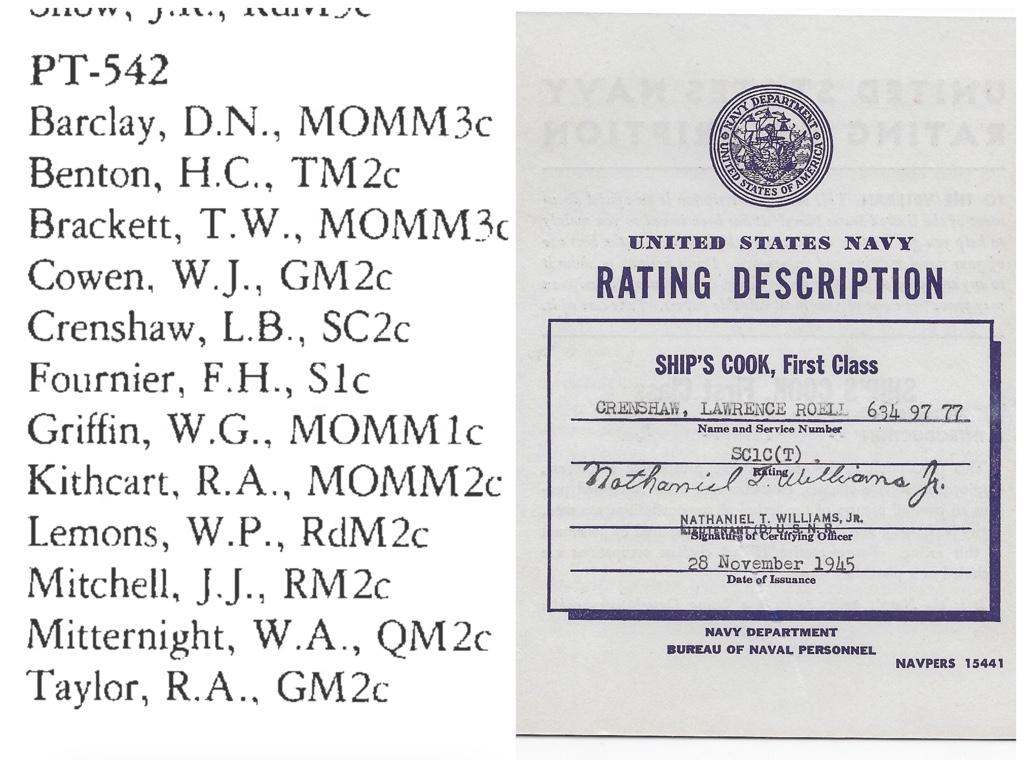 PT-542
Barclay, D.N., MOMM3c
Benton, H.C., TM2c
Brackett, T.W., MOMM3c
Cowen, W.J., GM2c
Crenshaw, L.B., SC2c
Fournier, F.H., S1c
Griffin, W.G., MOMM1c
Kithcart, R.A., MOMM2c
Lemons, W.P., RdM2c
Mitchell, J.J., RM2c
Mitternight, W.A., QM2c
Taylor, R.A., GM2c
NAVY DEPARTMENT
UNITED STATES OF AMERICA
UNITED STATES NAVY
RATING DESCRIPTION
SHIP'S COOK, First Class
CRENSHAW, LAWRENCE ROELL 634 97 77
Name and Service Number
SC1C(T) .
Rating
Nathaniel T. Williams Jr.
NATHANIEL T. WILLIAMS, JR.
LIEUTENANT (D) U.S.N.R.
Signature of Certifying Officer
28 November 1945
Date of Issuance
NAVY DEPARTMENT
BUREAU OF NAVAL PERSONNEL
NAVPERS 15441